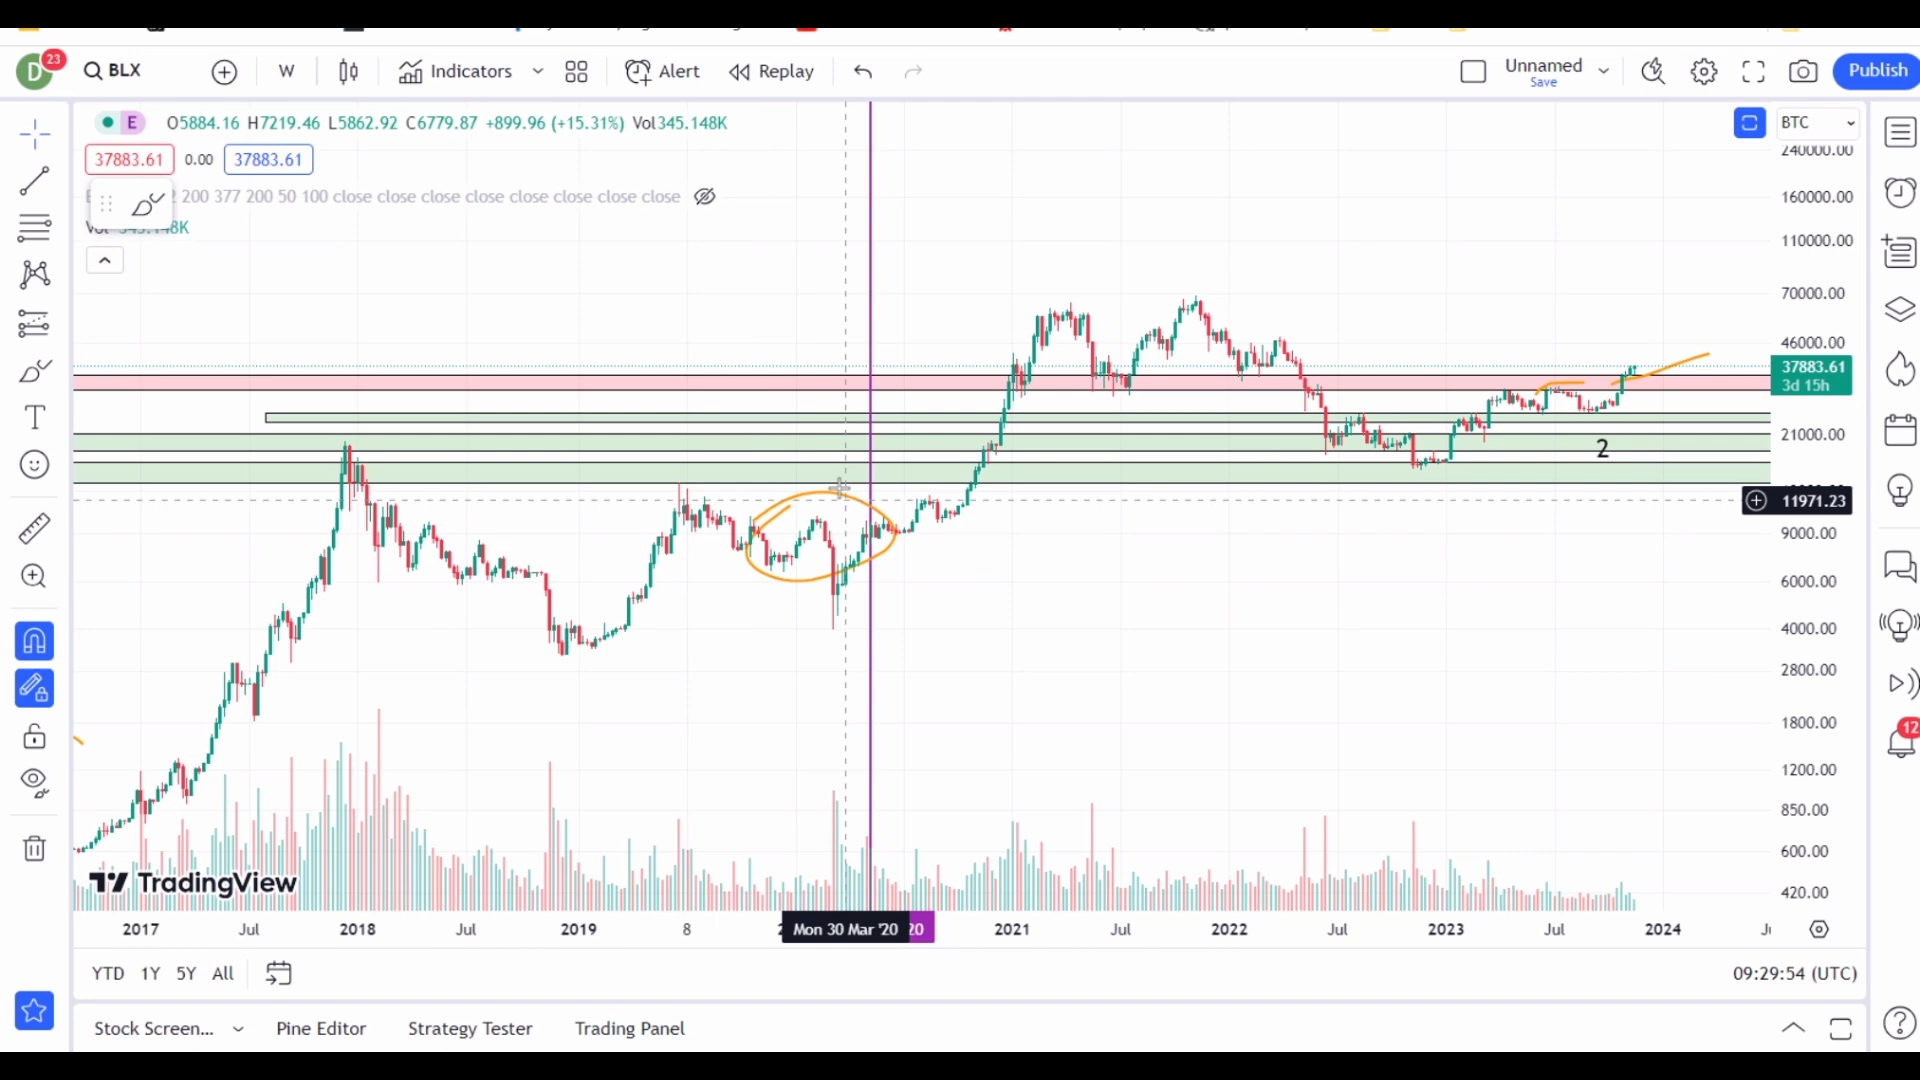 D 23 BLX W Indicators Alert Replay Unnamed Save Publish
E O5884.16 H7219.46 L5862.92 C6779.87 +899.96 (+15.31%) Vol345.148K BTC
37883.61 0.00 37883.61
200 377 200 50 100 close close close close close close close close
240000.00
160000.00
110000.00
70000.00
46000.00
37883.61
3d 15h
21000.00
2
11971.23
9000.00
6000.00
4000.00
2800.00
1800.00
1200.00
850.00
600.00
420.00
12
TradingView
2017 Jul 2018 Jul 2019 8 Mon 30 Mar '20 20 2021 Jul 2022 Jul 2023 Jul 2024
YTD 1Y 5Y All 09:29:54 (UTC)
Stock Screen... Pine Editor Strategy Tester Trading Panel